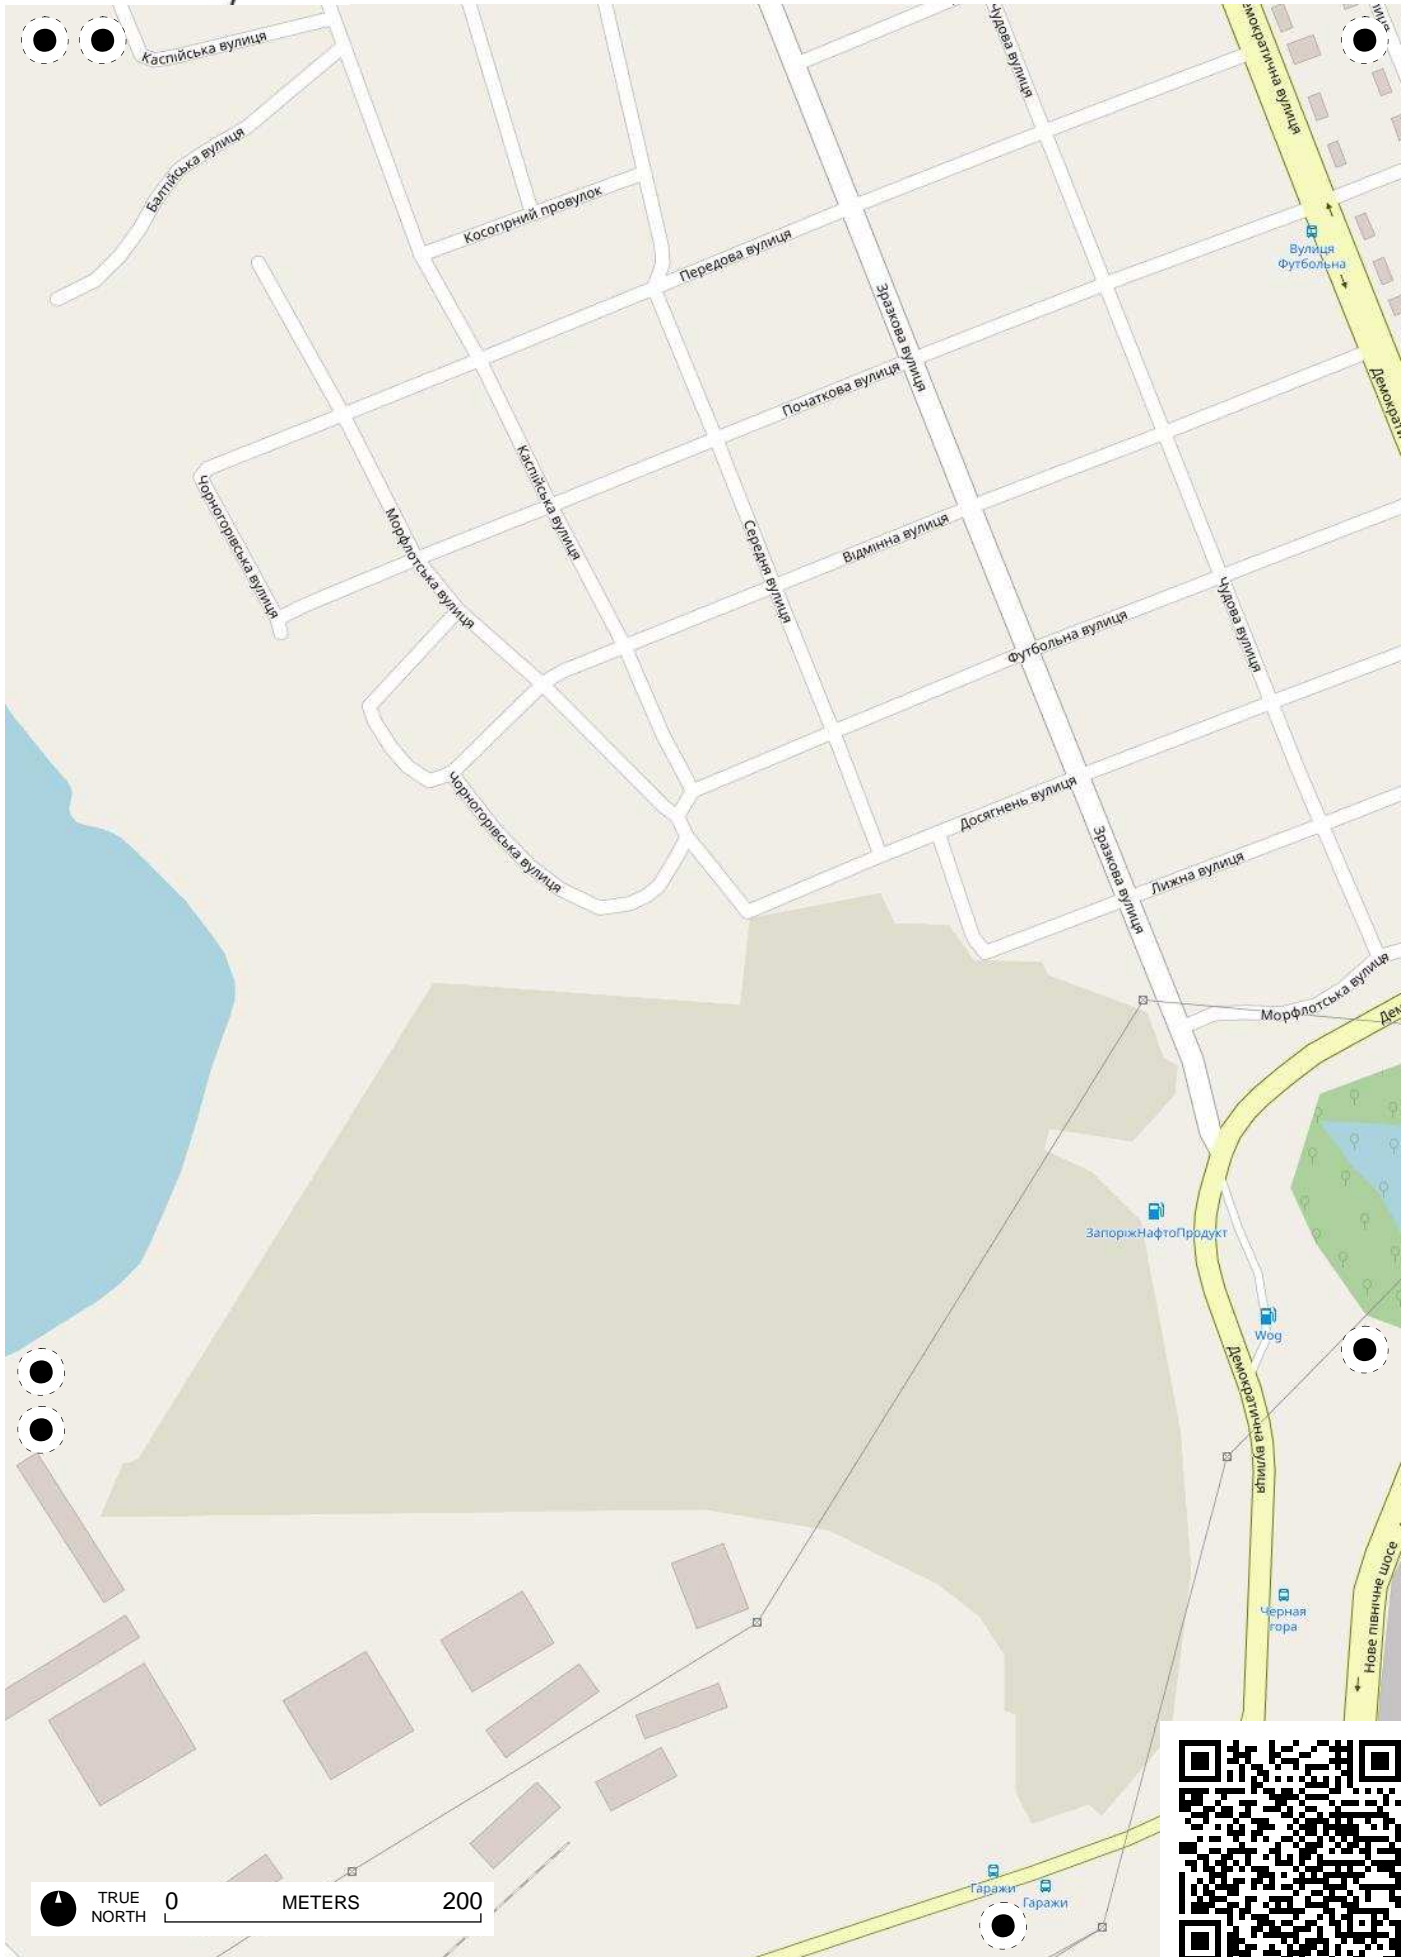 Каспійська вулиця
Чудова вулиця
Демократична вулиця
Балтійська вулиця
Косогірний провулок
Передова вулиця
Вулиця
Футбольна
Зразкова вулиця
Початкова вулиця
Каспійська вулиця
Чорногорівська вулиця
Морфлотська вулиця
Середня вулиця
Відмінна вулиця
Чудова вулиця
Футбольна вулиця
Чорногорівська вулиця
Досягнень вулиця
Зразкова вулиця
Лижна вулиця
Морфлотська вулиця
ЗапоріжНафтоПродукт
Wog
Демократична вулиця
Черная
гора
Нове північне шосе
Гаражи
Гаражи
TRUE
NORTH
0 METERS 200